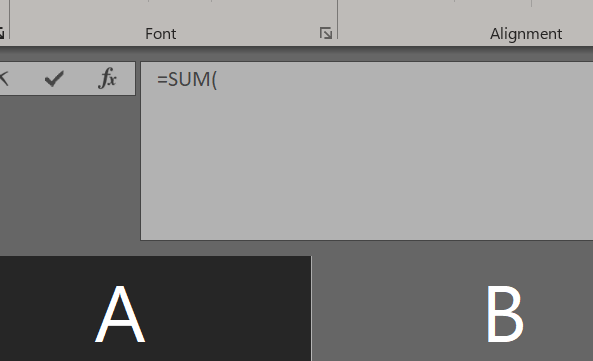 Font Alignment
fx =SUM(
A B